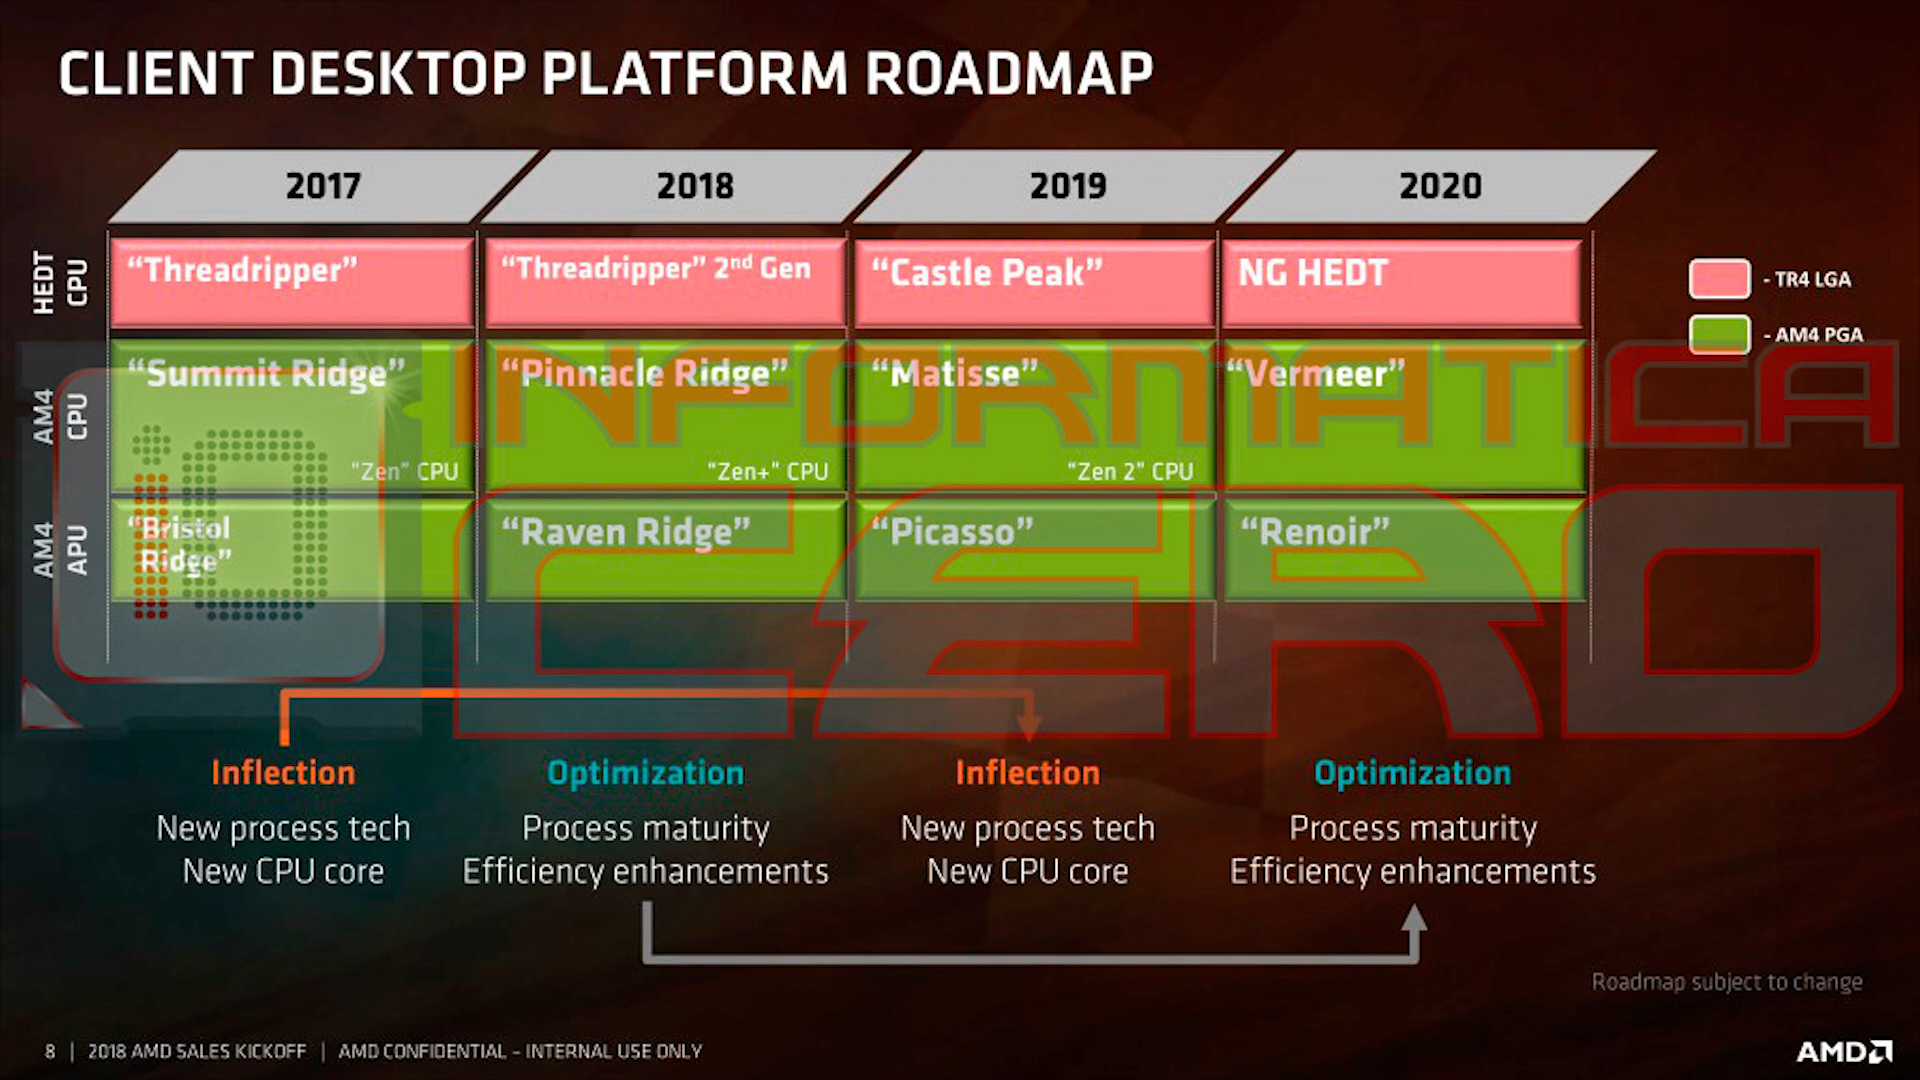 CLIENT DESKTOP PLATFORM ROADMAP
2017
2018
2019
2020
HEDT
CPU
“Threadripper”
“Threadripper” 2nd Gen
“Castle Peak”
NG HEDT
- TR4 LGA
- AM4 PGA
AM4
CPU
“Summit Ridge”
“Zen” CPU
“Pinnacle Ridge”
“Zen+” CPU
“Matisse”
“Zen 2” CPU
“Vermeer”
AM4
APU
“Bristol
Ridge”
“Raven Ridge”
“Picasso”
“Renoir”
i0
INFORMATICA
CERO
Inflection
New process tech
New CPU core
Optimization
Process maturity
Efficiency enhancements
Inflection
New process tech
New CPU core
Optimization
Process maturity
Efficiency enhancements
Roadmap subject to change
8 | 2018 AMD SALES KICKOFF | AMD CONFIDENTIAL – INTERNAL USE ONLY
AMD